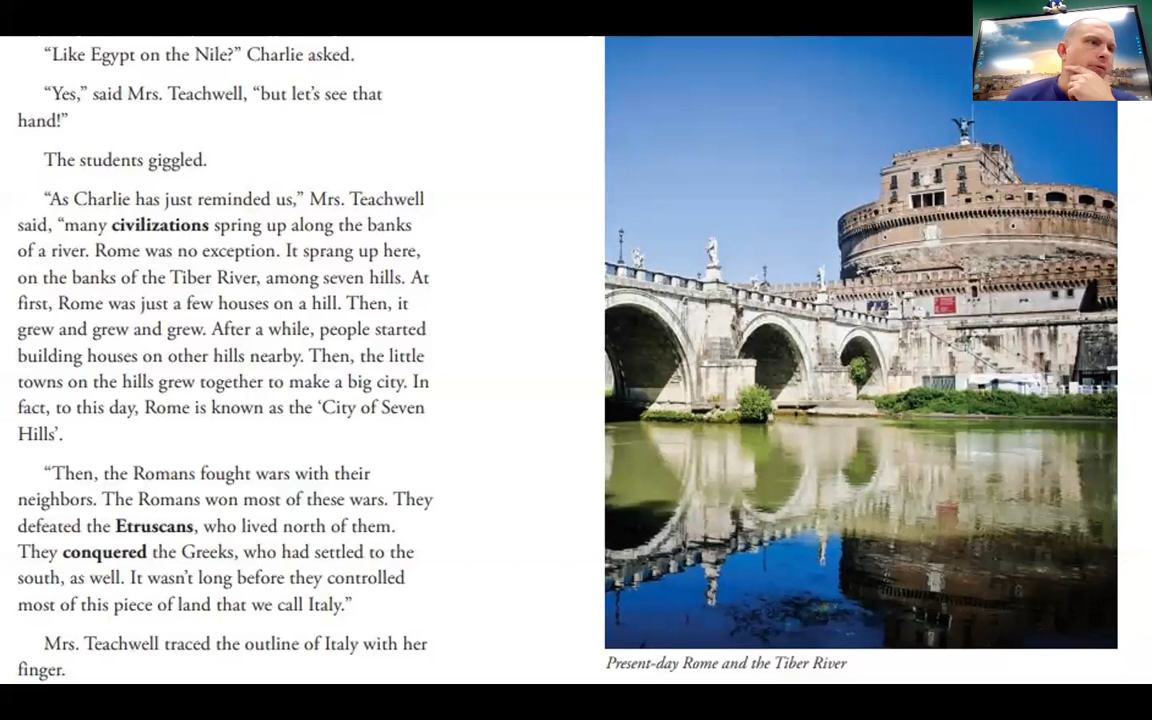 “Like Egypt on the Nile?” Charlie asked.
“Yes,” said Mrs. Teachwell, “but let’s see that
hand!”
The students giggled.
“As Charlie has just reminded us,” Mrs. Teachwell
said, “many civilizations spring up along the banks
of a river. Rome was no exception. It sprang up here,
on the banks of the Tiber River, among seven hills. At
first, Rome was just a few houses on a hill. Then, it
grew and grew and grew. After a while, people started
building houses on other hills nearby. Then, the little
towns on the hills grew together to make a big city. In
fact, to this day, Rome is known as the ‘City of Seven
Hills’.
“Then, the Romans fought wars with their
neighbors. The Romans won most of these wars. They
defeated the Etruscans, who lived north of them.
They conquered the Greeks, who had settled to the
south, as well. It wasn’t long before they controlled
most of this piece of land that we call Italy.”
Mrs. Teachwell traced the outline of Italy with her
finger.
Present-day Rome and the Tiber River